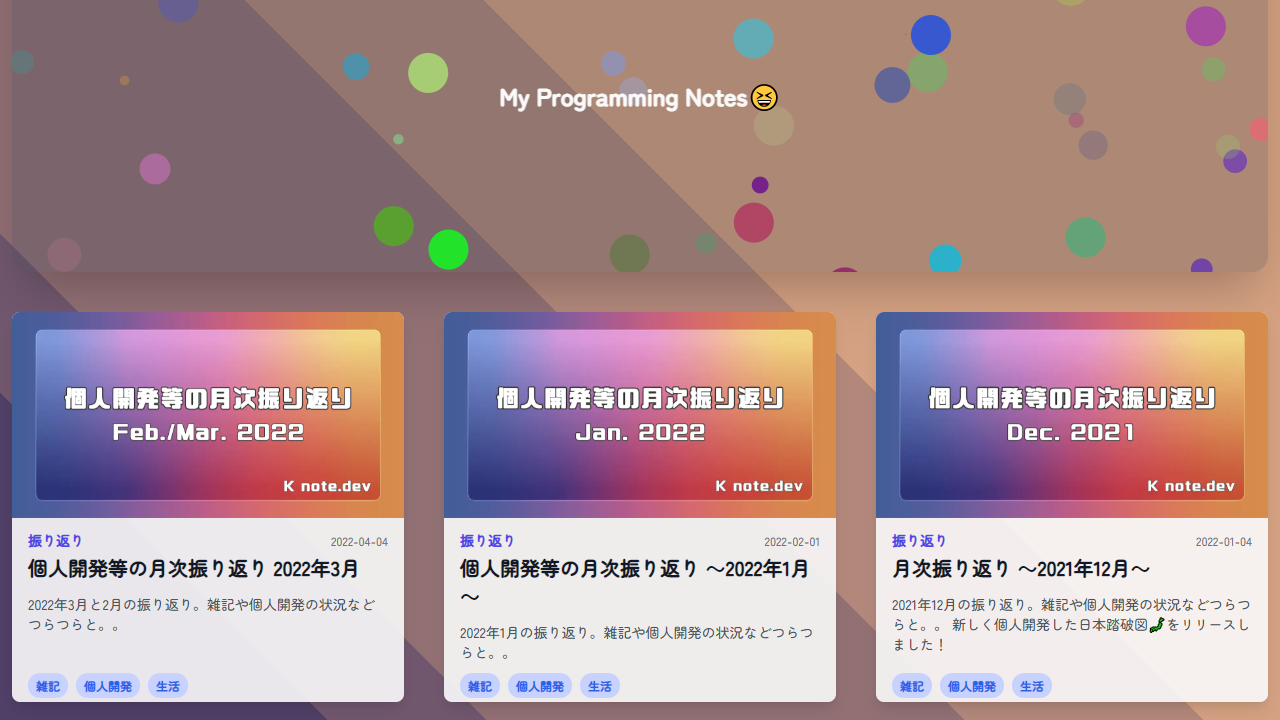 My Programming Notes😆
個人開発等の月次振り返り
Feb./Mar. 2022
K note.dev
振り返り
2022-04-04
個人開発等の月次振り返り 2022年3月
2022年3月と2月の振り返り。雑記や個人開発の状況など
つらつらと。。
雑記
個人開発
生活
個人開発等の月次振り返り
Jan. 2022
K note.dev
振り返り
2022-02-01
個人開発等の月次振り返り 〜2022年1月
〜
2022年1月の振り返り。雑記や個人開発の状況などつらつ
らと。。
雑記
個人開発
生活
個人開発等の月次振り返り
Dec. 2021
K note.dev
振り返り
2022-01-04
月次振り返り 〜2021年12月〜
2021年12月の振り返り。雑記や個人開発の状況などつらつ
らと。。 新しく個人開発した日本踏破図🐉をリリースし
ました！
雑記
個人開発
生活